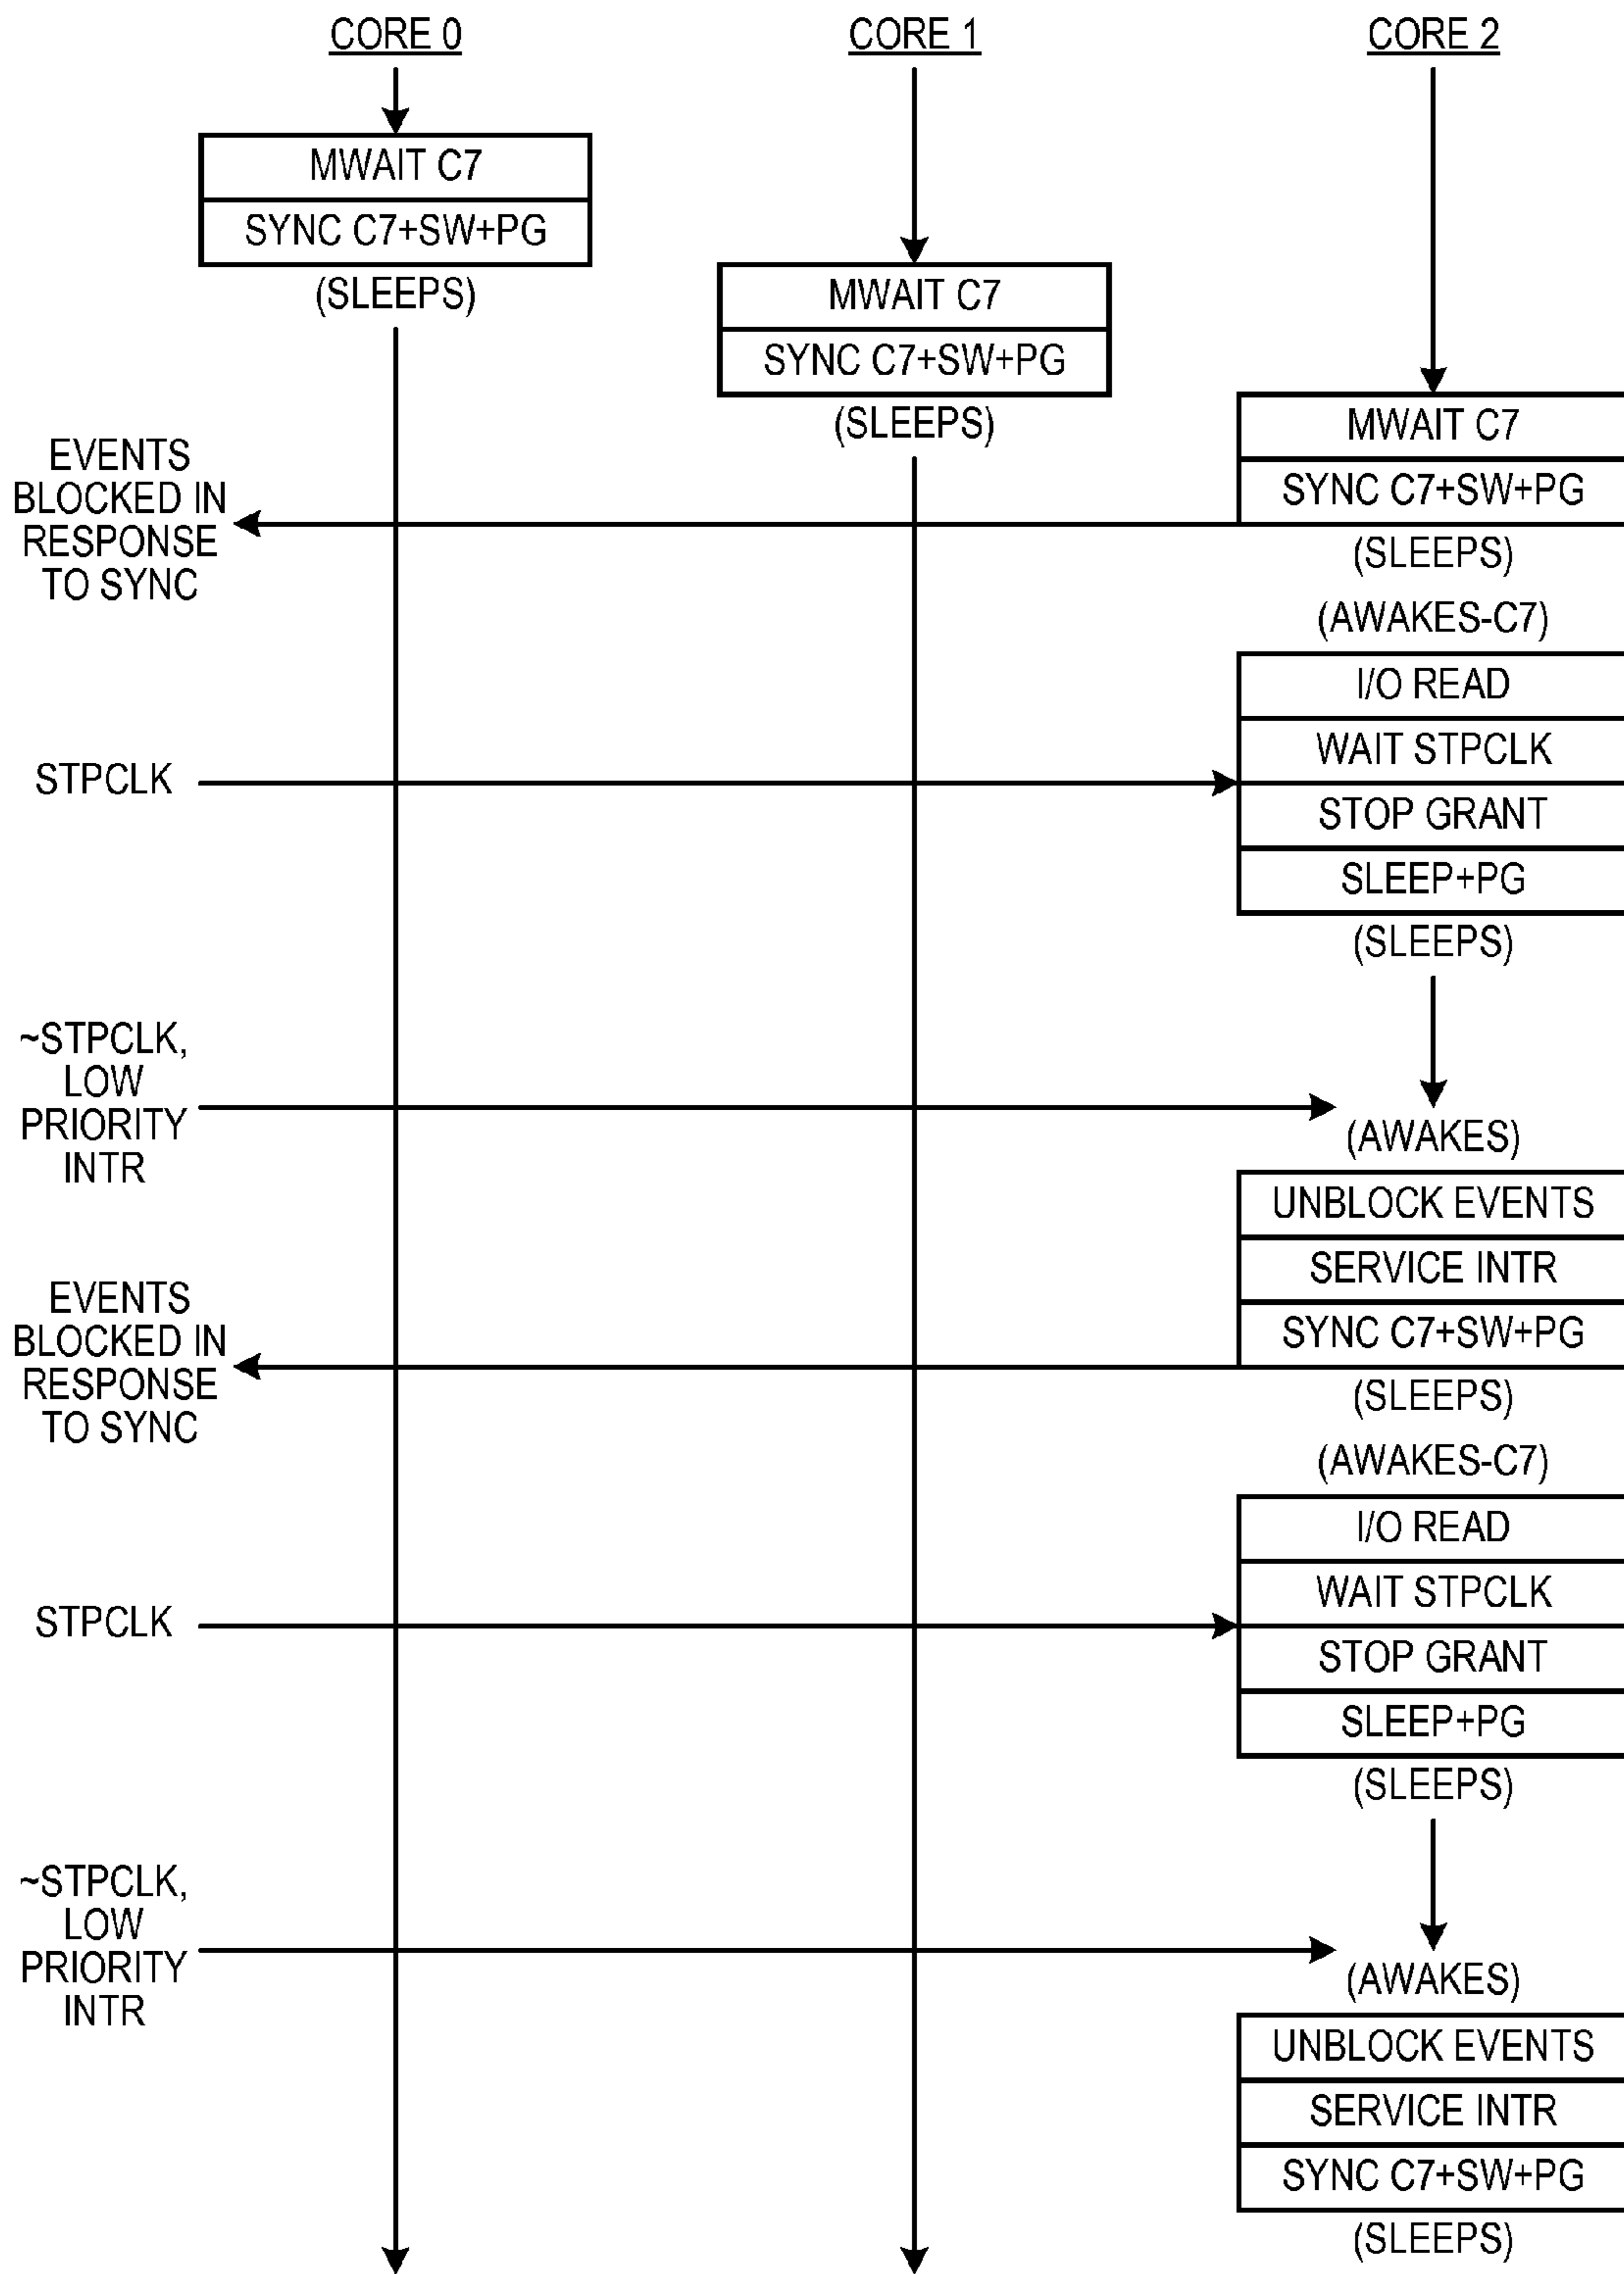 CORE 0
CORE 1
CORE 2
MWAIT C7
SYNC C7+SW+PG
(SLEEPS)
MWAIT C7
SYNC C7+SW+PG
(SLEEPS)
MWAIT C7
SYNC C7+SW+PG
(SLEEPS)
EVENTS
BLOCKED IN
RESPONSE
TO SYNC
(AWAKES-C7)
I/O READ
WAIT STPCLK
STPCLK
STOP GRANT
SLEEP+PG
(SLEEPS)
~STPCLK,
LOW
PRIORITY
INTR
(AWAKES)
UNBLOCK EVENTS
SERVICE INTR
SYNC C7+SW+PG
EVENTS
BLOCKED IN
RESPONSE
TO SYNC
(SLEEPS)
(AWAKES-C7)
I/O READ
WAIT STPCLK
STPCLK
STOP GRANT
SLEEP+PG
(SLEEPS)
~STPCLK,
LOW
PRIORITY
INTR
(AWAKES)
UNBLOCK EVENTS
SERVICE INTR
SYNC C7+SW+PG
(SLEEPS)